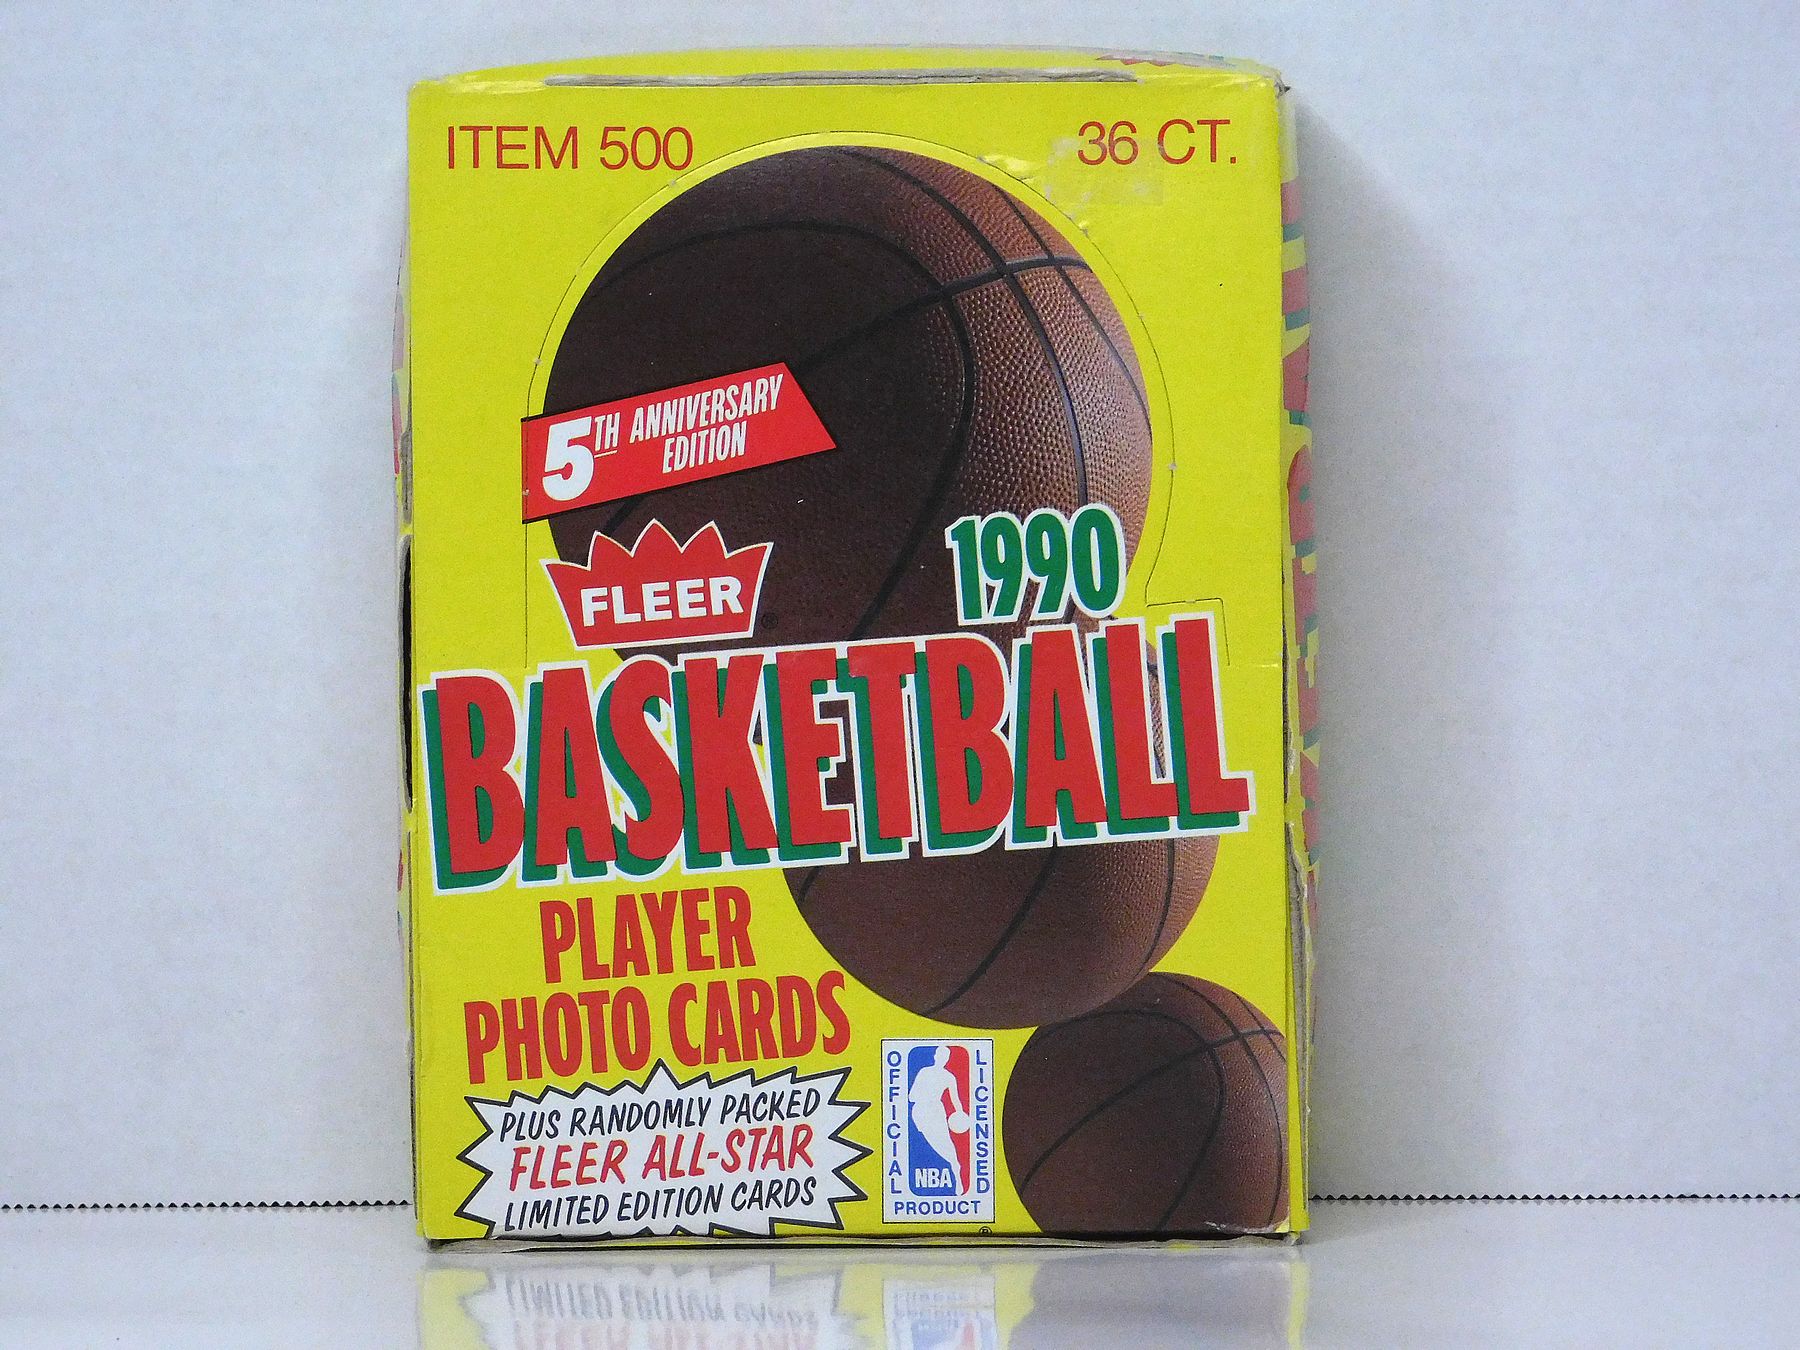 ITEM 500
36 CT.
5TH ANNIVERSARY
EDITION
FLEER ®
1990
BASKETBALL
PLAYER
PHOTO CARDS
PLUS RANDOMLY PACKED
FLEER ALL-STAR
LIMITED EDITION CARDS
OFFICIAL
LICENSED
NBA
PRODUCT
®